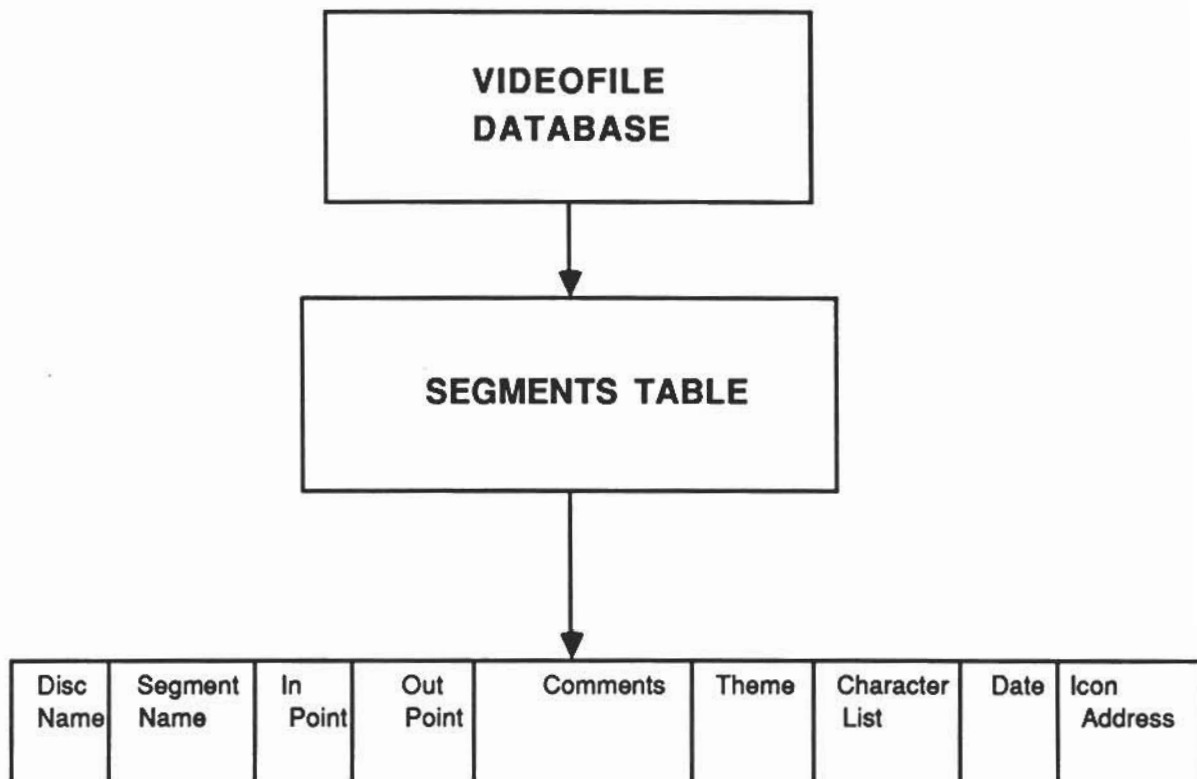 VIDEOFILE
DATABASE
SEGMENTS TABLE
Disc
Name
Segment
Name
In
Point
Out
Point
Comments
Theme
Character
List
Date
Icon
Address